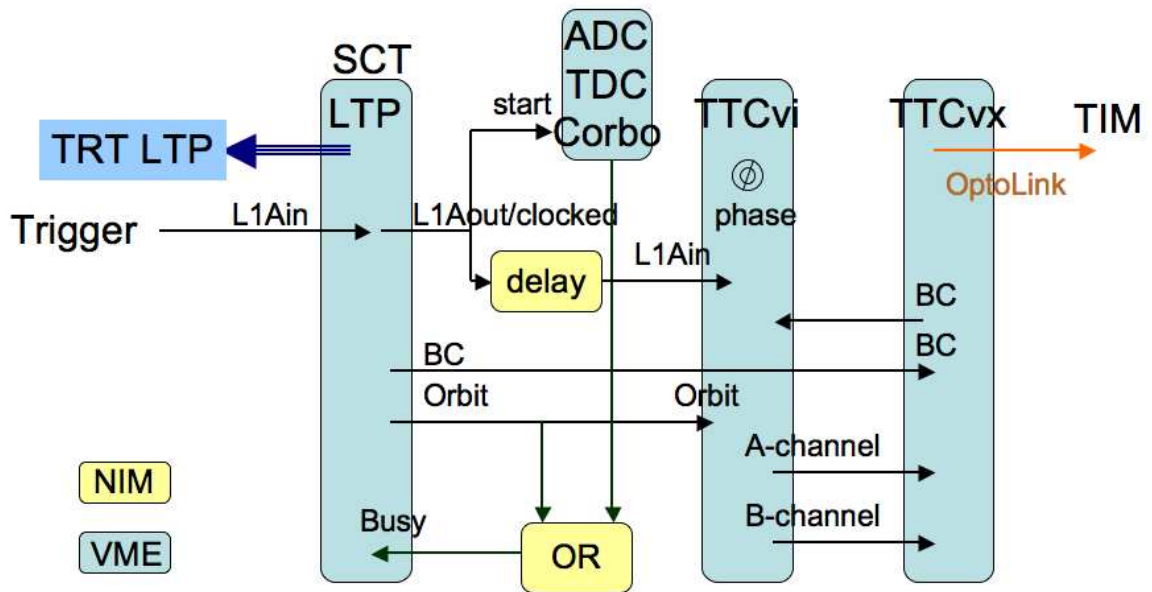 ADC
TDC
Corbo
SCT
LTP
start
TTCvi
TTCvx
TIM
TRT LTP
OptoLink
phase
Trigger
L1Ain
L1Aout/clocked
delay
L1Ain
BC
BC
BC
Orbit
Orbit
A-channel
NIM
B-channel
Busy
OR
VME